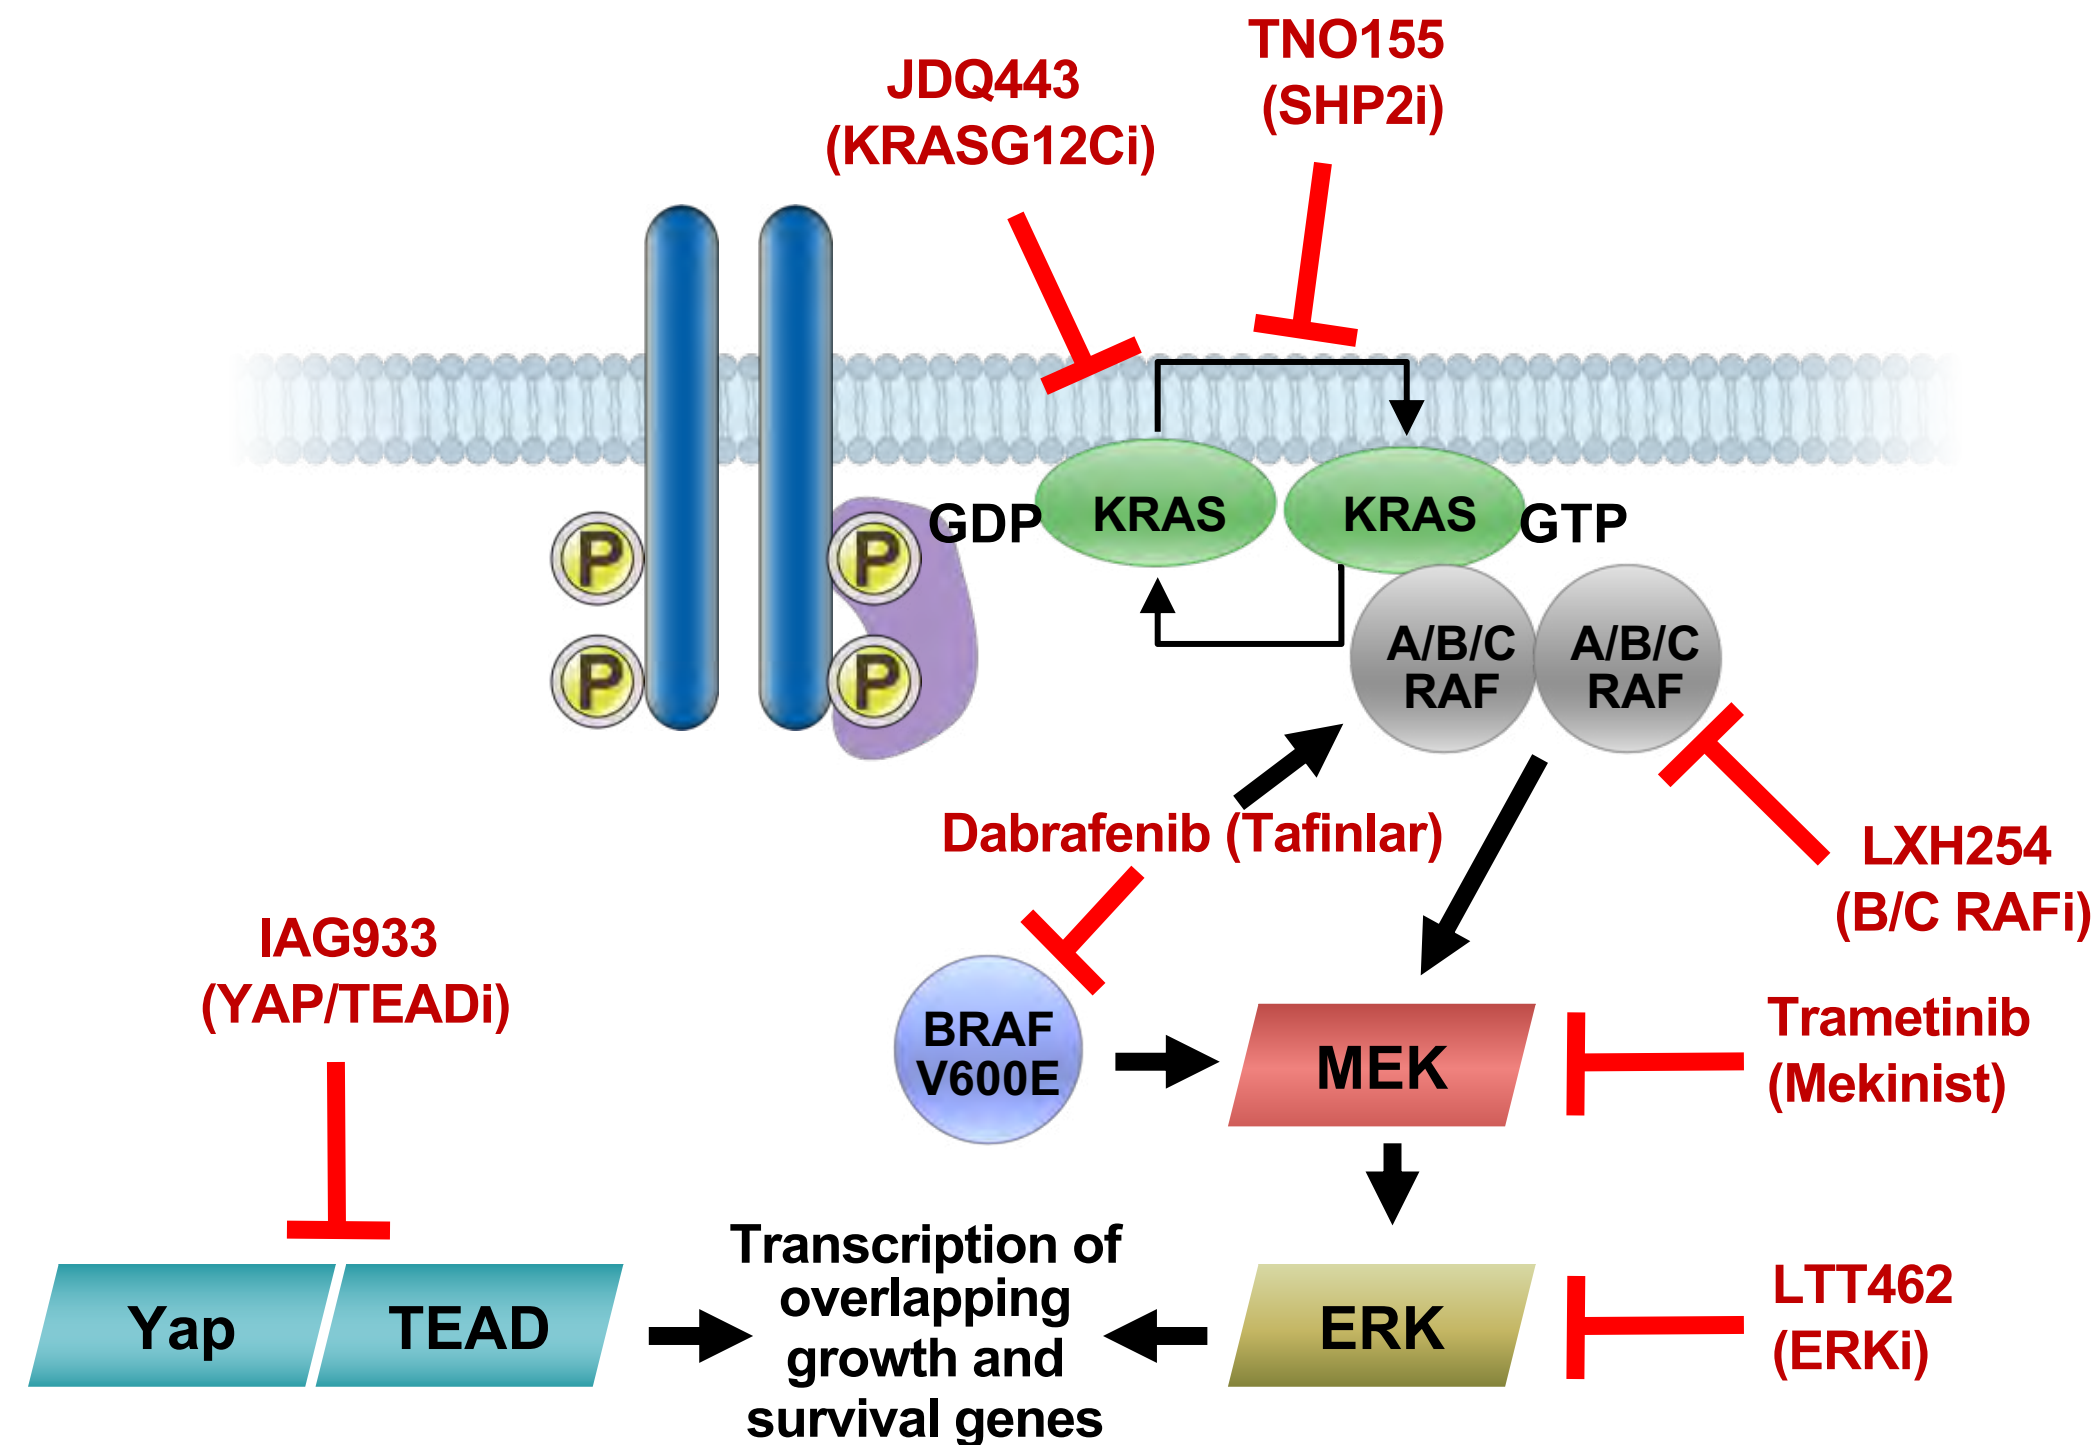 TNO155
(SHP2i)
JDQ443
(KRASG12Ci)
GDP
KRAS
KRAS
GTP
P
P
P
P
A/B/C
RAF
A/B/C
RAF
Dabrafenib (Tafinlar)
LXH254
(B/C RAFi)
IAG933
(YAP/TEADi)
BRAF
V600E
MEK
Trametinib
(Mekinist)
Yap
TEAD
Transcription of
overlapping
growth and
survival genes
ERK
LTT462
(ERKi)